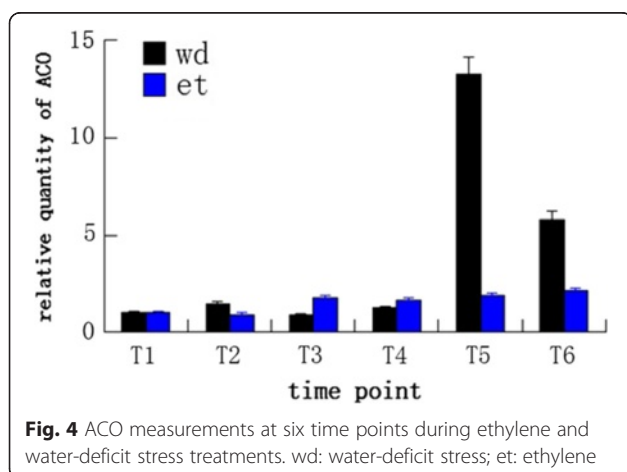 15
wd
et
10
5
0
relative quantity of ACO
T1 T2 T3 T4 T5 T6
time point
Fig. 4 ACO measurements at six time points during ethylene and
water-deficit stress treatments. wd: water-deficit stress; et: ethylene